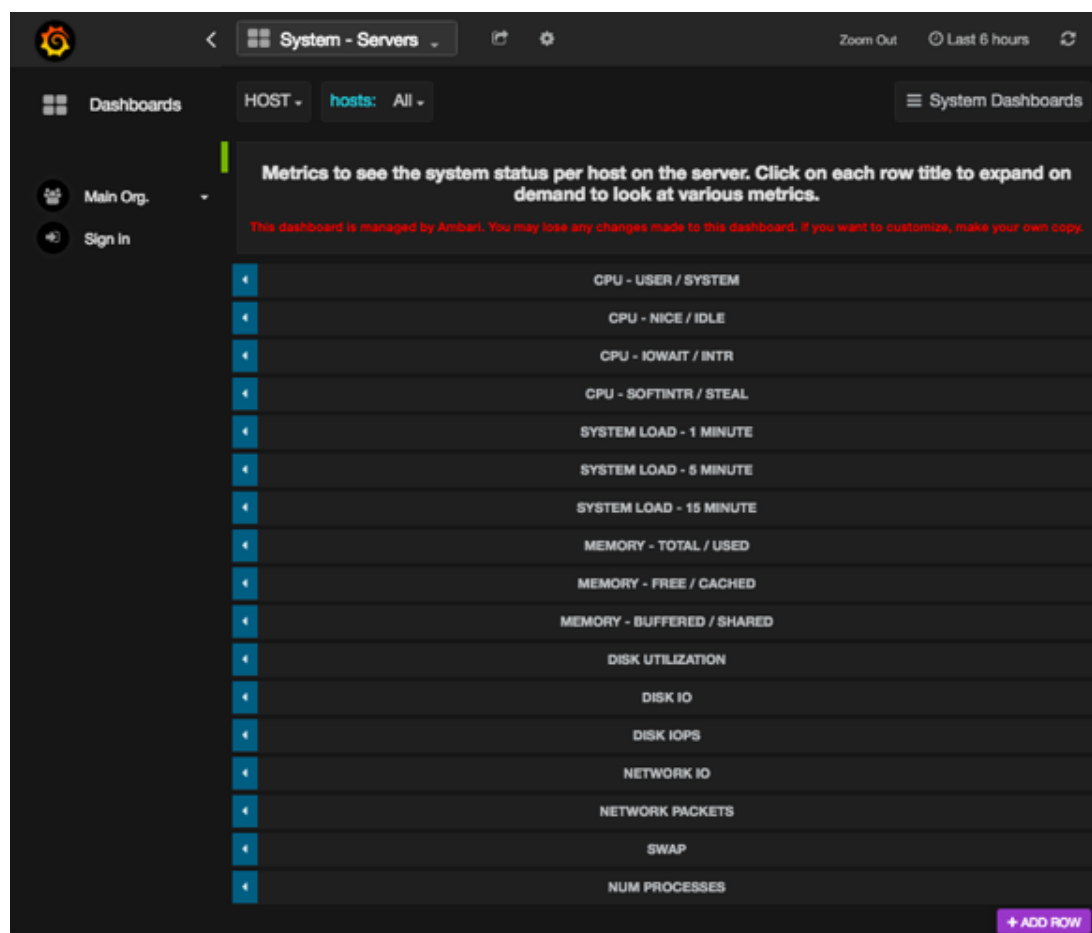 System - Servers
Zoom Out
Last 6 hours
Dashboards
HOST
hosts: All
System Dashboards
Main Org.
Sign In
Metrics to see the system status per host on the server. Click on each row title to expand on
demand to look at various metrics.
This dashboard is managed by Ambari. You may lose any changes made to this dashboard. If you want to customize, make your own copy.
CPU - USER / SYSTEM
CPU - NICE / IDLE
CPU - IOWAIT / INTR
CPU - SOFTINTR / STEAL
SYSTEM LOAD - 1 MINUTE
SYSTEM LOAD - 5 MINUTE
SYSTEM LOAD - 15 MINUTE
MEMORY - TOTAL / USED
MEMORY - FREE / CACHED
MEMORY - BUFFERED / SHARED
DISK UTILIZATION
DISK IO
DISK IOPS
NETWORK IO
NETWORK PACKETS
SWAP
NUM PROCESSES
+ ADD ROW